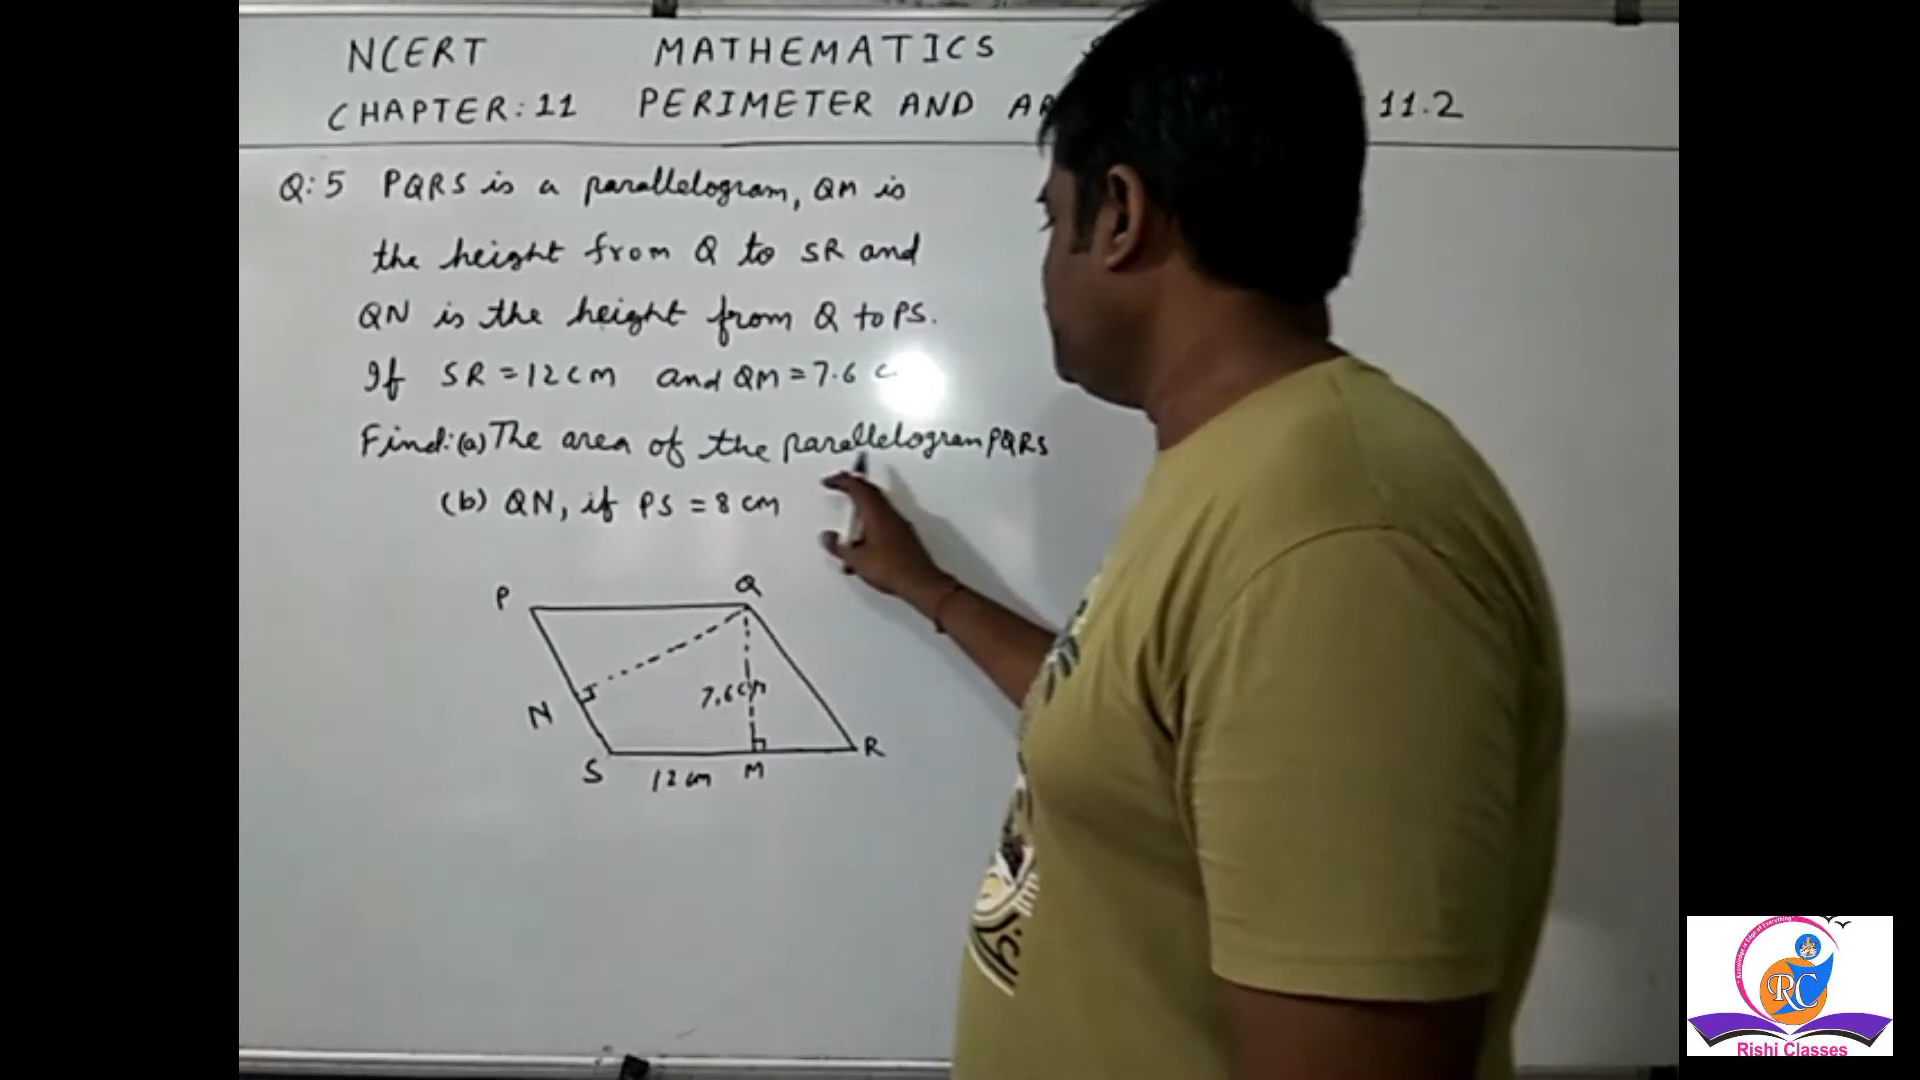 NCERT MATHEMATICS
CHAPTER: 11 PERIMETER AND 11.2
Q: 5 PQRS is a parallelogram, QM is
the height from Q to SR and
QN is the height from Q to PS.
If SR = 12 cm and QM = 7.6 c
Find: (a) The area of the parallelogram PQRS
(b) QN, if PS = 8 cm
P Q
7.6 cm
N
S 12 cm M R
RC
Rishi Classes